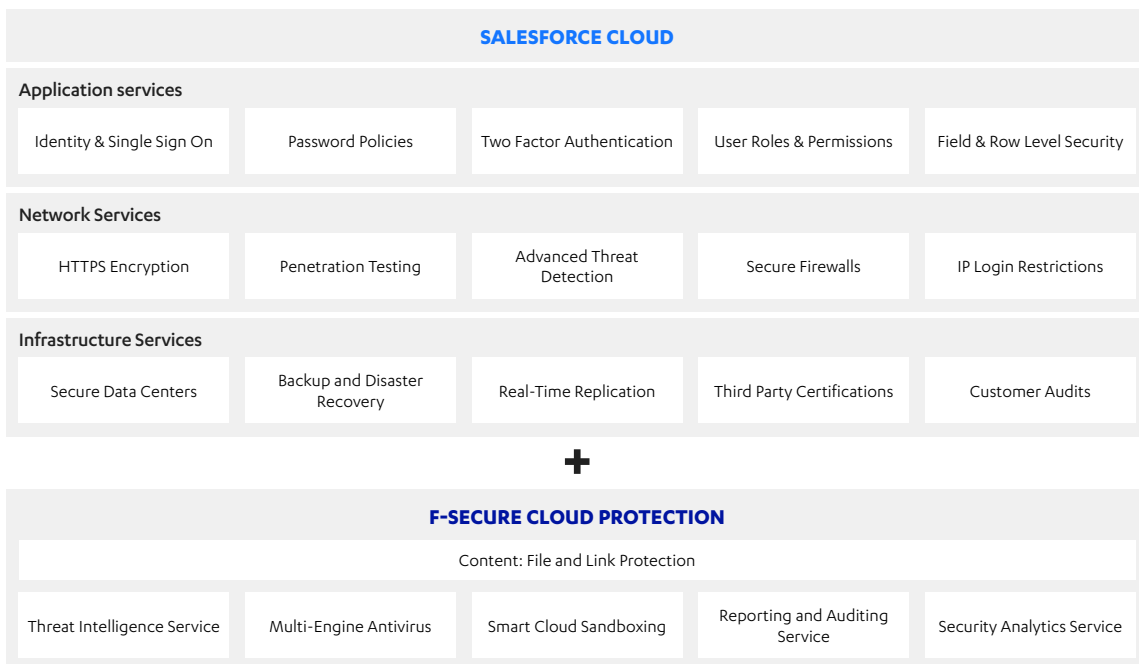 SALESFORCE CLOUD
Application services
Identity & Single Sign On
Password Policies
Two Factor Authentication
User Roles & Permissions
Field & Row Level Security
Network Services
HTTPS Encryption
Penetration Testing
Advanced Threat
Detection
Secure Firewalls
IP Login Restrictions
Infrastructure Services
Secure Data Centers
Backup and Disaster
Recovery
Real-Time Replication
Third Party Certifications
Customer Audits
+
F-SECURE CLOUD PROTECTION
Content: File and Link Protection
Threat Intelligence Service
Multi-Engine Antivirus
Smart Cloud Sandboxing
Reporting and Auditing
Service
Security Analytics Service